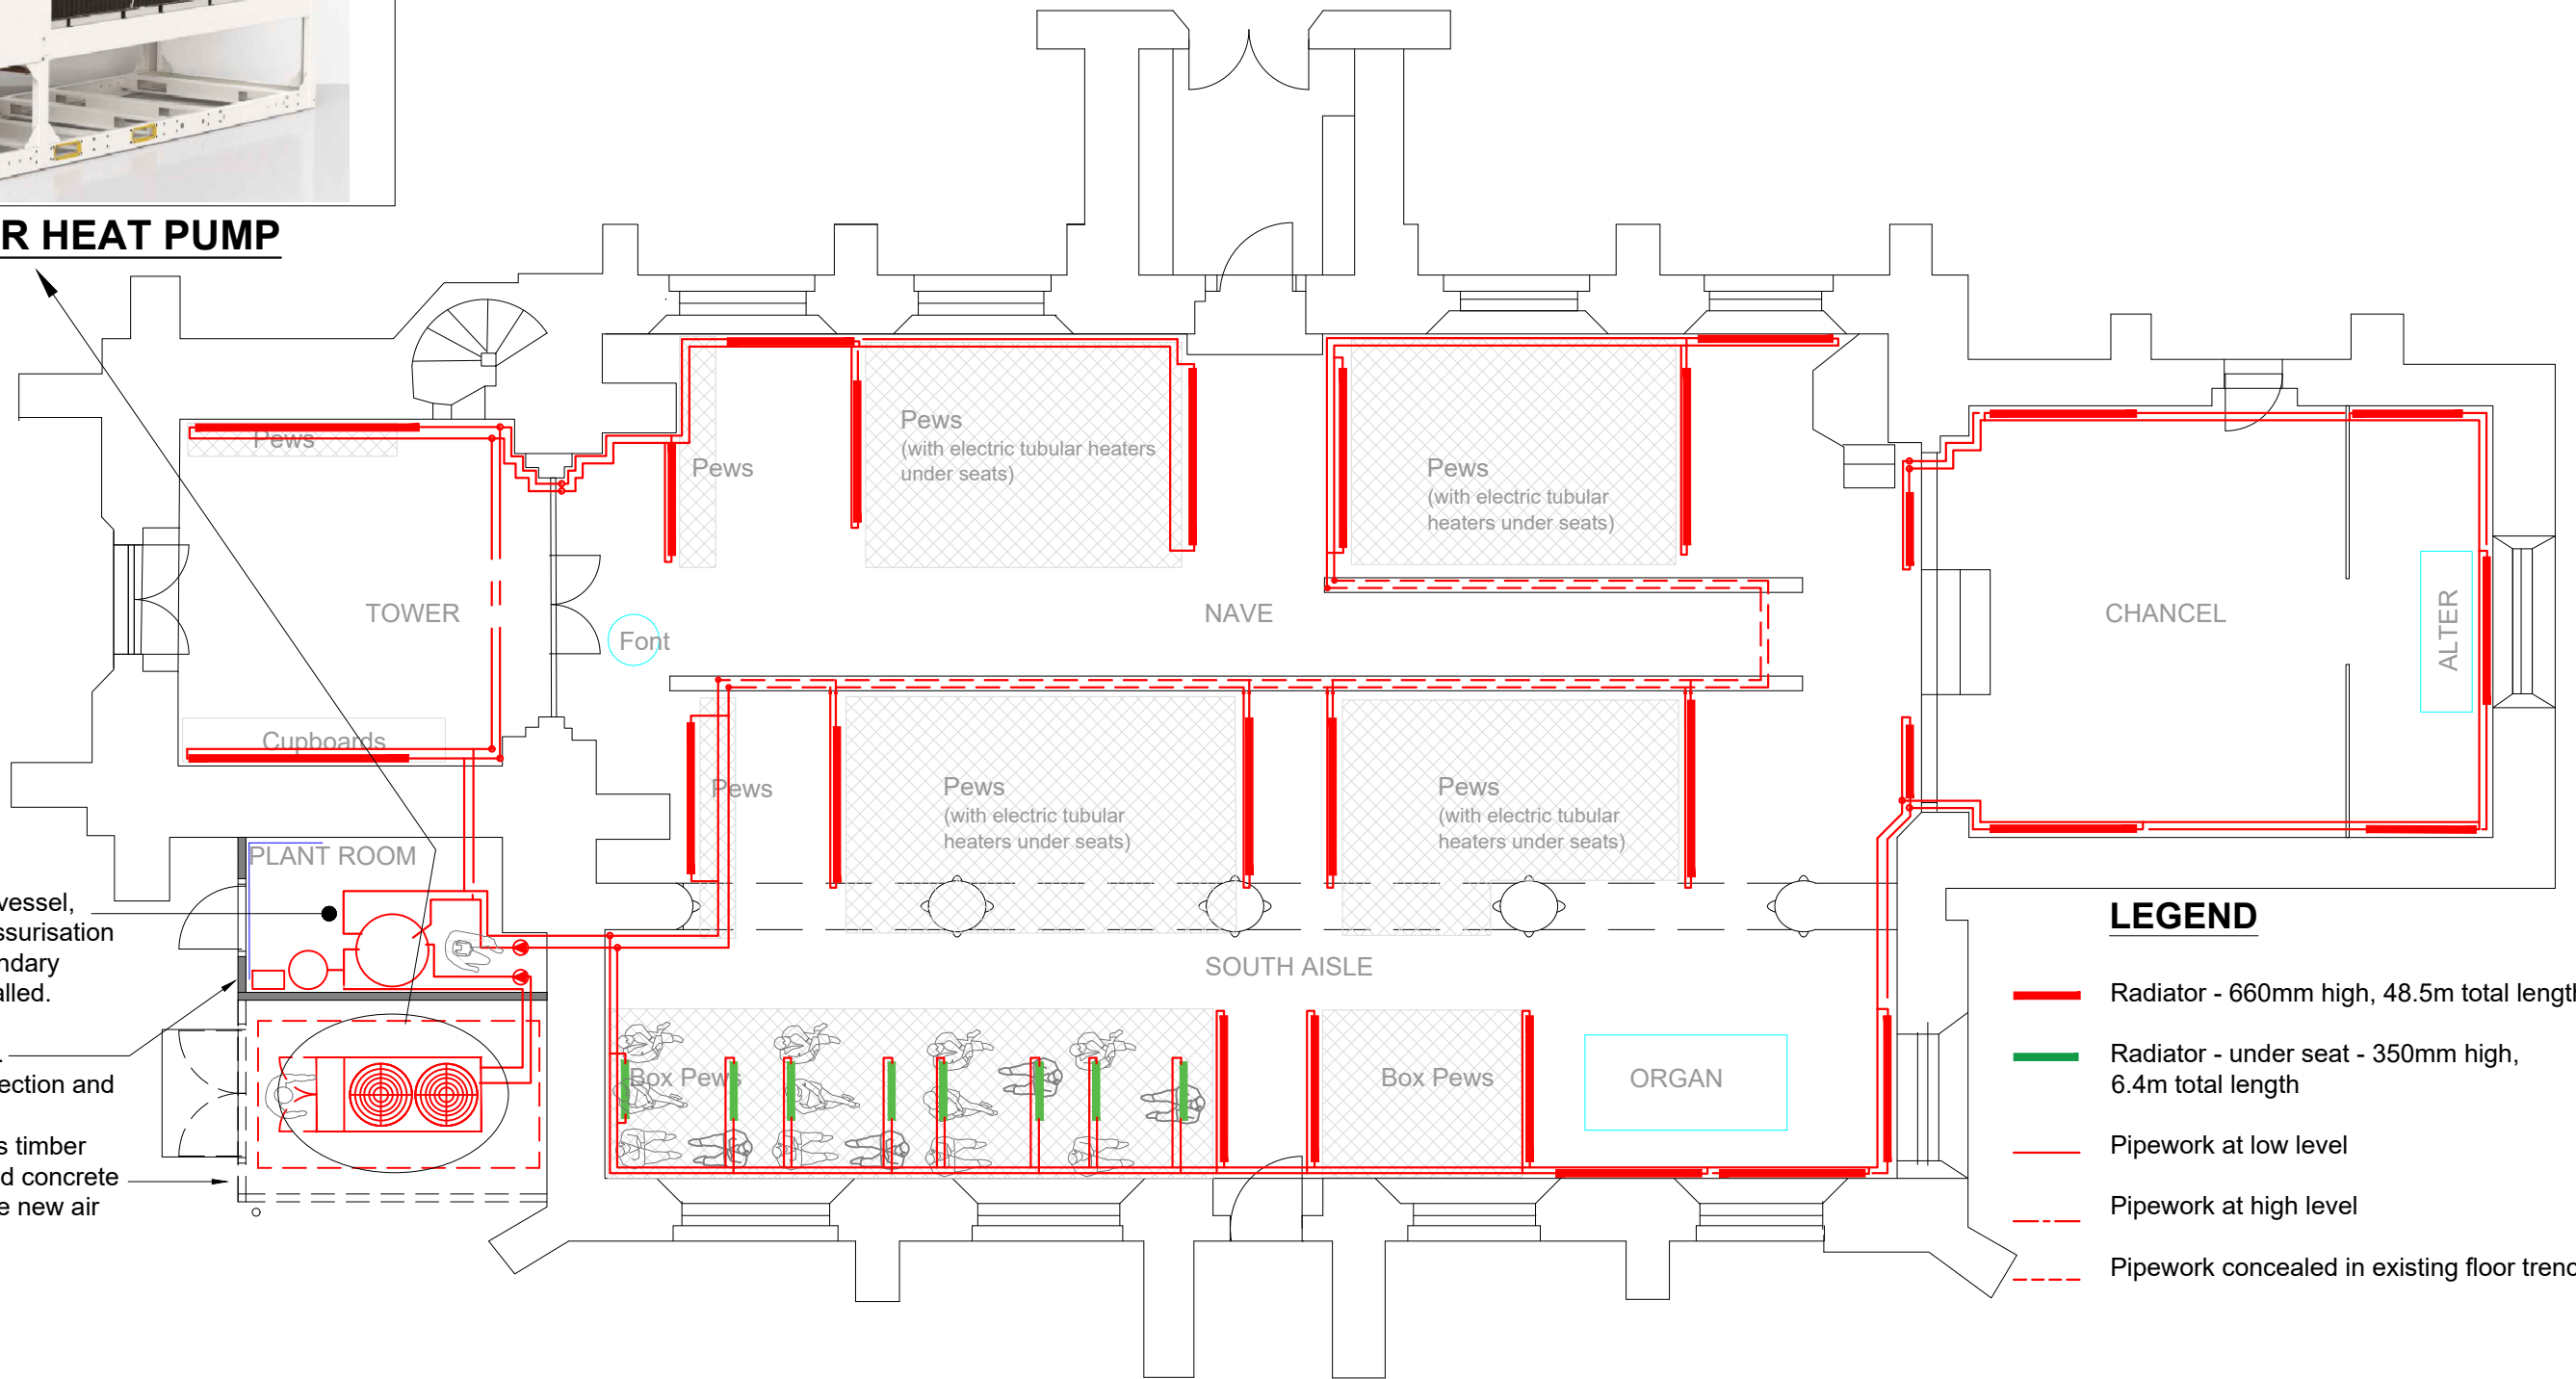 R HEAT PUMP
Pews
Pews
Pews
(with electric tubular heaters
under seats)
Pews
(with electric tubular
heaters under seats)
TOWER
Font
NAVE
CHANCEL
ALTER
Cupboards
Pews
Pews
(with electric tubular
heaters under seats)
Pews
(with electric tubular
heaters under seats)
PLANT ROOM
vessel,
ssurisation
ndary
alled.
ection and
s timber
d concrete
e new air
SOUTH AISLE
Box Pews
Box Pews
ORGAN
LEGEND
Radiator - 660mm high, 48.5m total length
Radiator - under seat - 350mm high,
6.4m total length
Pipework at low level
Pipework at high level
Pipework concealed in existing floor trenc